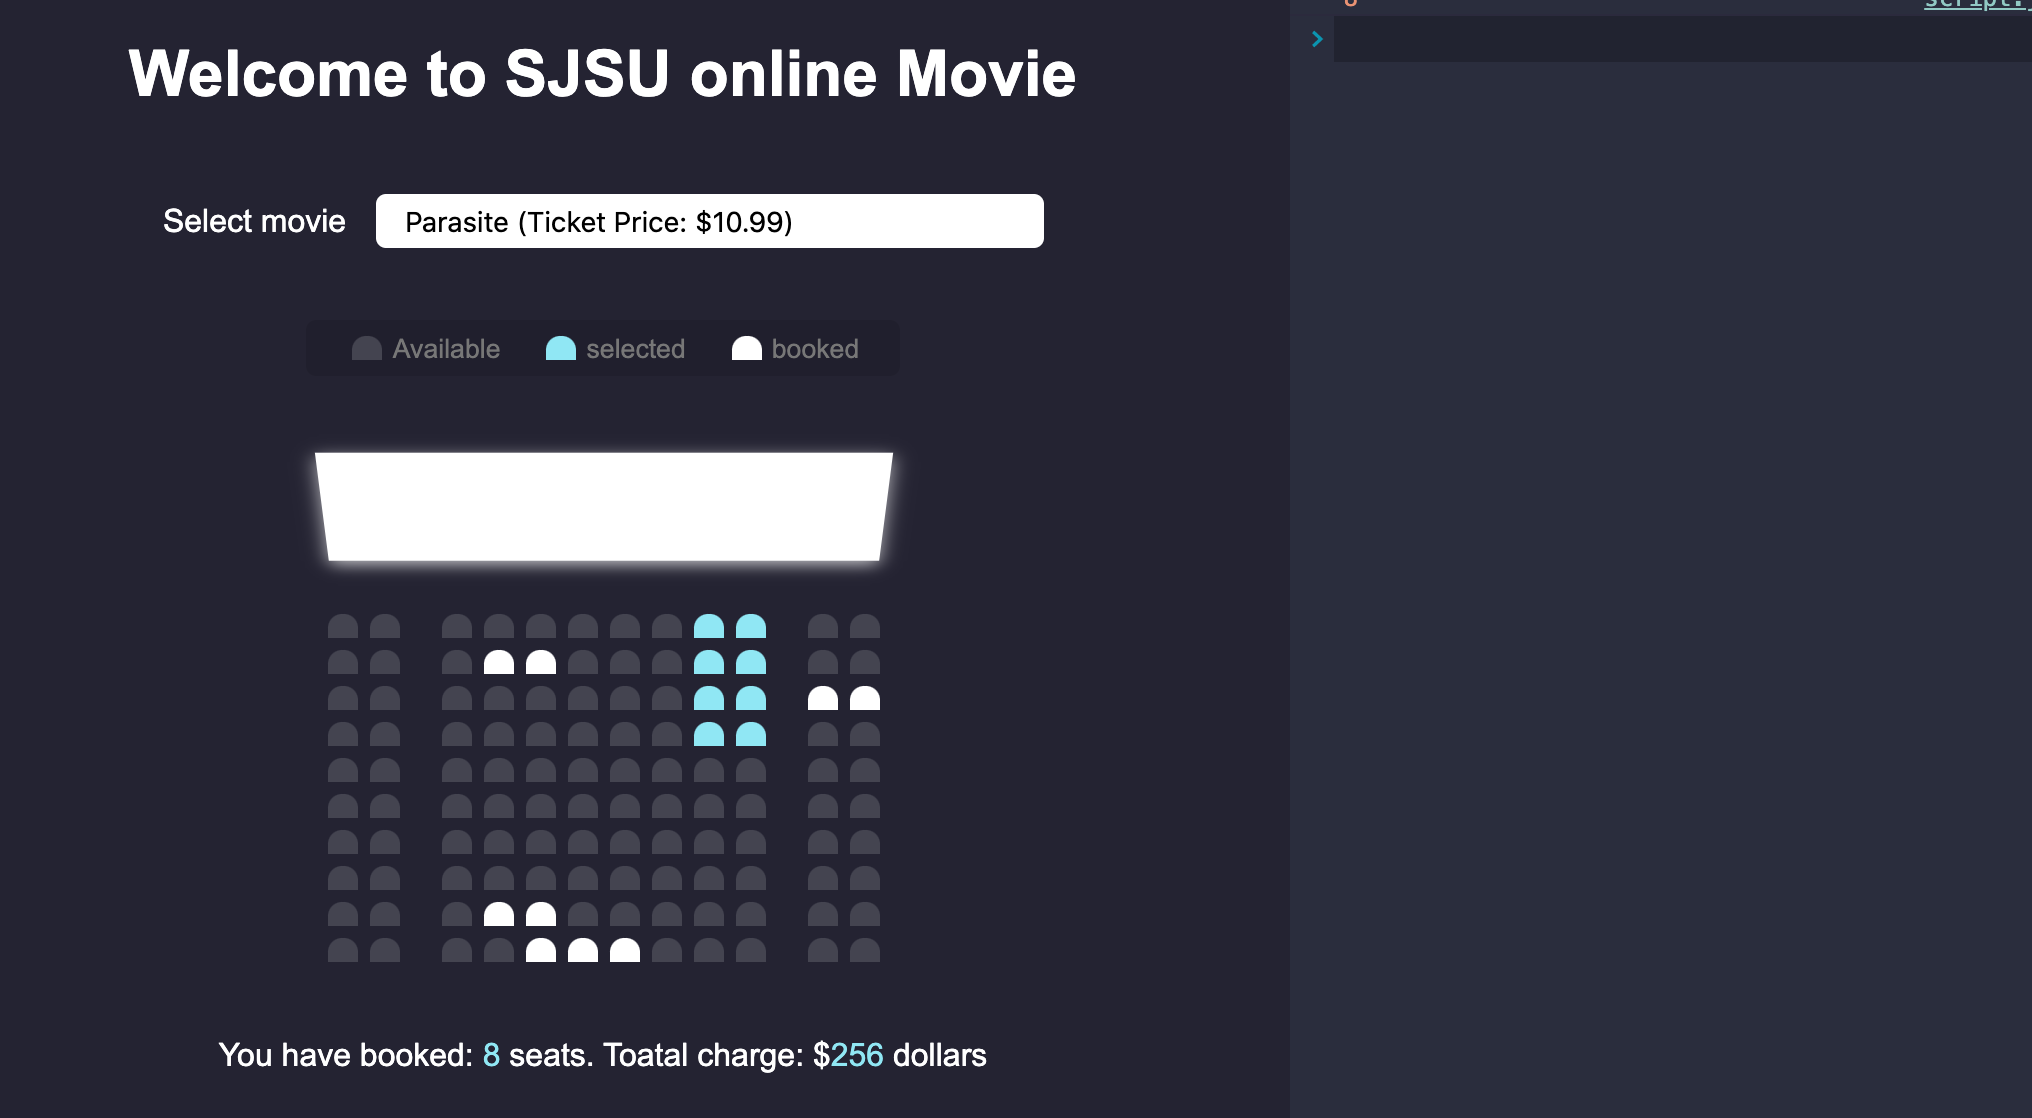 Welcome to SJSU online Movie
Select movie
Parasite (Ticket Price: $10.99)
Available selected booked
You have booked: 8 seats. Toatal charge: $256 dollars